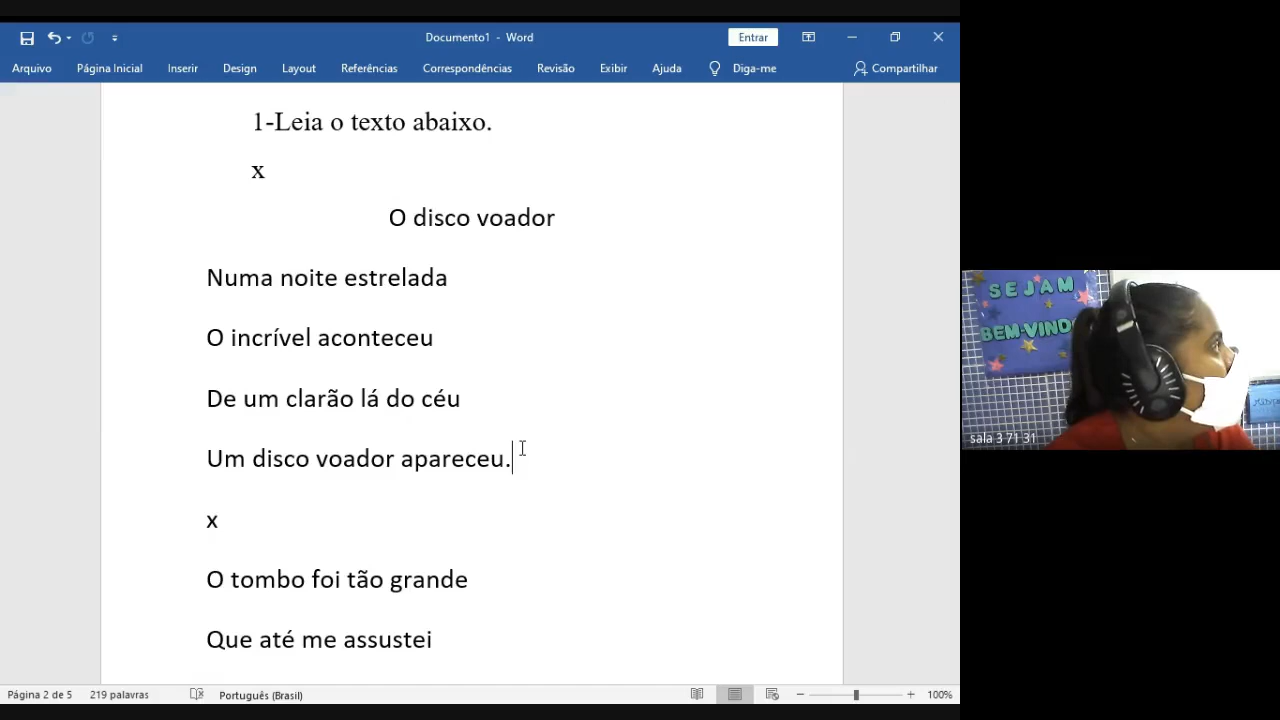 Documento1 - Word
Entrar
Arquivo Página Inicial Inserir Design Layout Referências Correspondências Revisão Exibir Ajuda Diga-me Compartilhar
1-Leia o texto abaixo.
x
O disco voador
Numa noite estrelada
O incrível aconteceu
De um clarão lá do céu
Um disco voador apareceu.
x
O tombo foi tão grande
Que até me assustei
Página 2 de 5 219 palavras Português (Brasil) 100%
SEJAM
BEM-VIND
sala 3 71 31